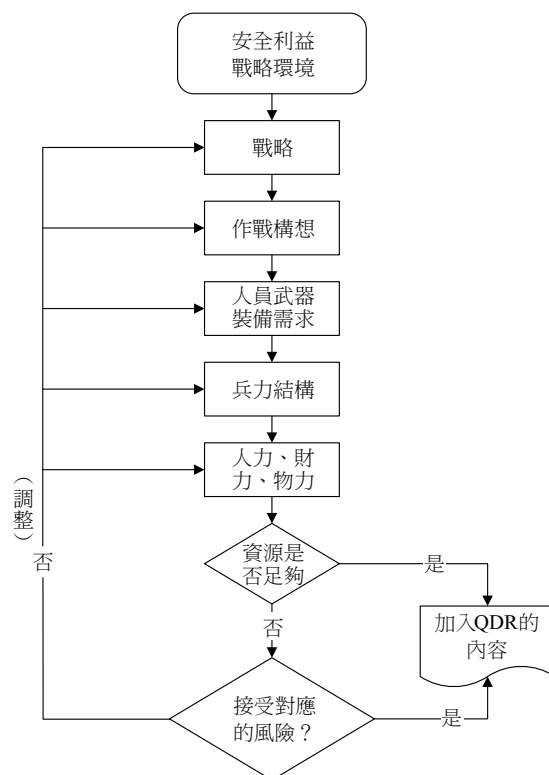 安全利益
戰略環境
戰略
作戰構想
人員武器
裝備需求
兵力結構
人力、財
力、物力
（調整）
否
資源是
否足夠
是
否
加入QDR的
內容
接受對應
的風險？
是